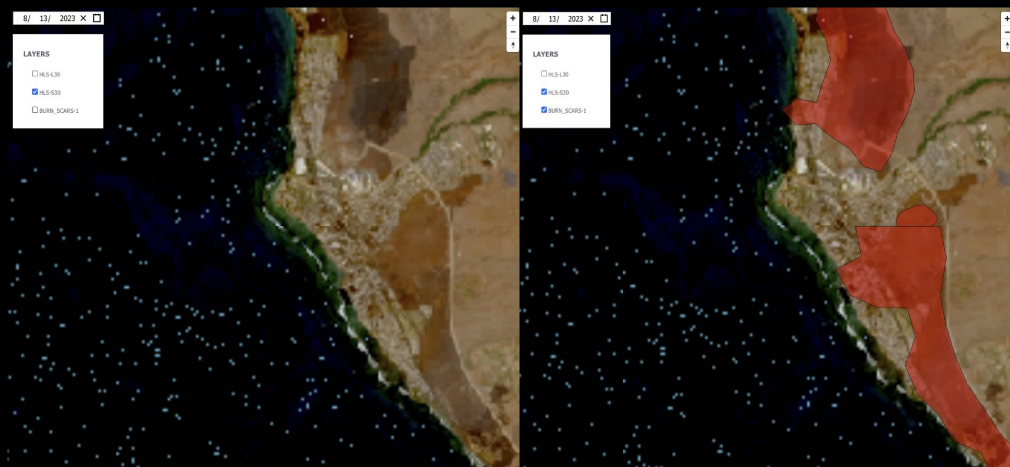 8/ 13/ 2023
LAYERS
HLS-L30
HLS-S30
BURN_SCARS-1
8/ 13/ 2023
LAYERS
HLS-L30
HLS-S30
BURN_SCARS-1